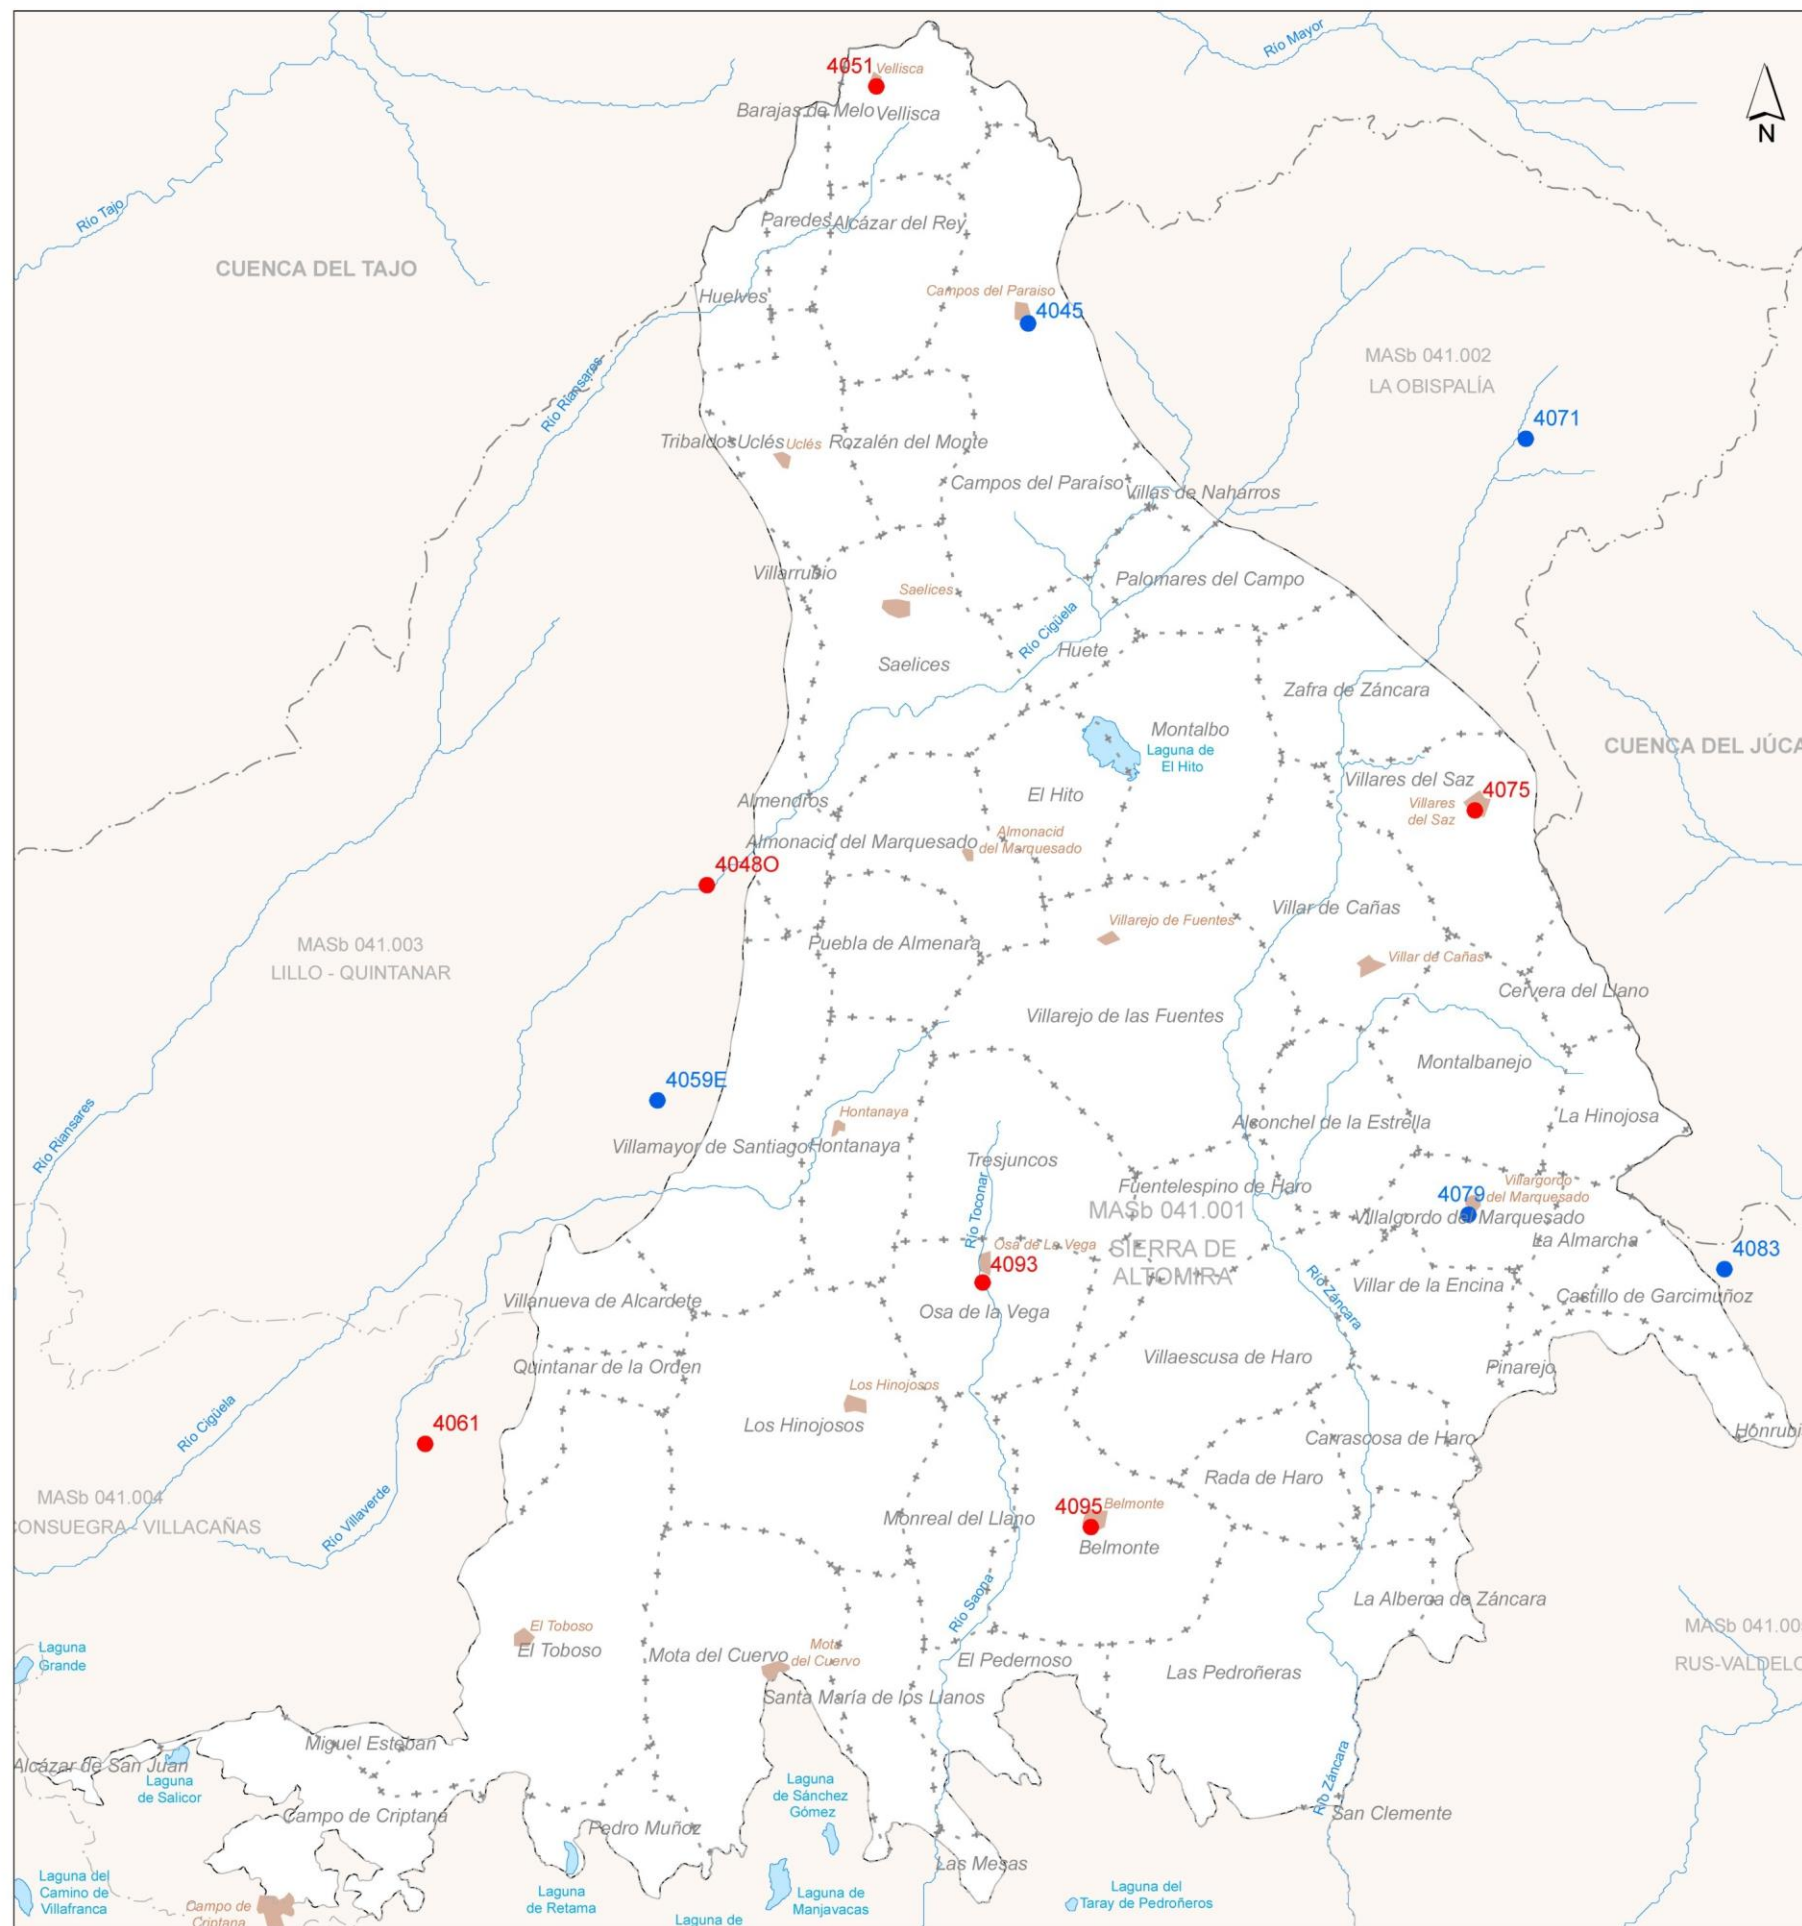 Río Mayor
4051
Vellisca
Barajas de Melo
Vellisca
N
Río Tajo
Paredes
Alcázar del Rey
CUENCA DEL TAJO
Huelves
Campos del Paraiso
4045
MASb 041.002
LA OBISPALÍA
Río Riansares
4071
Tribaldos
Uclés
Uclés
Rozalén del Monte
Campos del Paraíso
Villas de Naharros
Villarrubio
Palomares del Campo
Saelices
Río Cigüela
Huete
Saelices
Zafra de Záncara
Montalbo
Laguna de
El Hito
CUENCA DEL JÚCA
Villares del Saz
4075
Villares
del Saz
El Hito
Almendros
Almonacid del Marquesado
Almonacid
del Marquesado
4048O
Villar de Cañas
Villarejo de Fuentes
MASb 041.003
LILLO - QUINTANAR
Puebla de Almenara
Villar de Cañas
Cervera del Llano
Villarejo de las Fuentes
Montalbanejo
4059E
Hontanaya
Alconchel de la Estrella
La Hinojosa
Río Riansares
Villamayor de Santiago
Hontanaya
Tresjuncos
Fuentelespino de Haro
Villargordo
del Marquesado
4079
MASb 041.001
Villalgordo del Marquesado
Río Toconar
La Almarcha
SIERRA DE
ALTOMIRA
Osa de La Vega
4093
4083
Villar de la Encina
Castillo de Garcimuñoz
Río Záncara
Villanueva de Alcardete
Osa de la Vega
Quintanar de la Orden
Villaescusa de Haro
Pinarejo
Los Hinojosos
Los Hinojosos
Río Cigüela
4061
Carrascosa de Haro
Honrubi
Rada de Haro
MASb 041.004
CONSUEGRA - VILLACAÑAS
Río Villaverde
4095
Belmonte
Monreal del Llano
Belmonte
Río Saona
La Alberca de Záncara
Laguna
Grande
El Toboso
El Toboso
Mota
del Cuervo
Mota del Cuervo
El Pedernoso
Las Pedroñeras
MASb 041.00
RUS-VALDELO
Santa María de los Llanos
Miguel Esteban
Alcázar de San Juan
Laguna
de Salicor
Laguna
de Sánchez
Gómez
Río Záncara
San Clemente
Campo de Criptana
Pedro Muñoz
Las Mesas
Laguna del
Camino de
Villafranca
Campo de
Criptana
Laguna
de Retama
Laguna de
Manjavacas
Laguna del
Taray de Pedroñeros
Laguna de